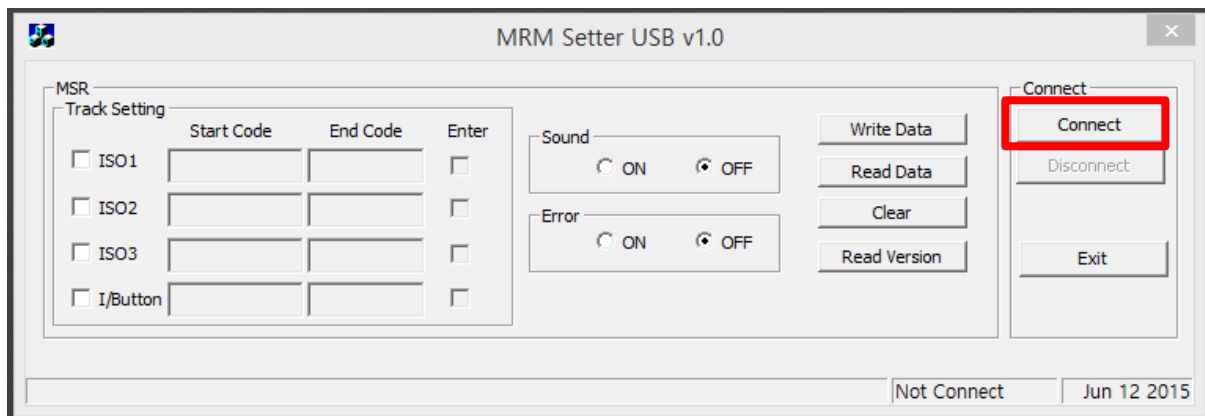 MRM Setter USB v1.0
MSR
Track Setting
Start Code End Code Enter
ISO1
ISO2
ISO3
I/Button
Sound
ON OFF
Error
ON OFF
Write Data
Read Data
Clear
Read Version
Connect
Connect
Disconnect
Exit
Not Connect Jun 12 2015